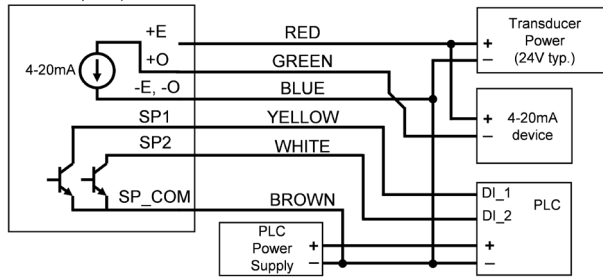 +E
RED
Transducer
Power
(24V typ.)
+
−
+O
GREEN
4-20mA
-E, -O
BLUE
+
−
4-20mA
device
SP1
YELLOW
SP2
WHITE
SP_COM
BROWN
DI_1
DI_2
PLC
+
−
PLC
Power
Supply
+
−